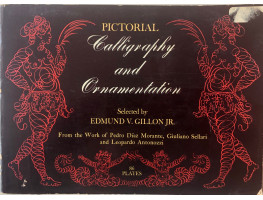 PICTORIAL
Calligraphy
and
Ornamentation
Selected by
EDMUND V. GILLON JR.
From the Work of Pedro Díaz Morante, Giuliano Sellari
and Leopardo Antonozzi
PLATES